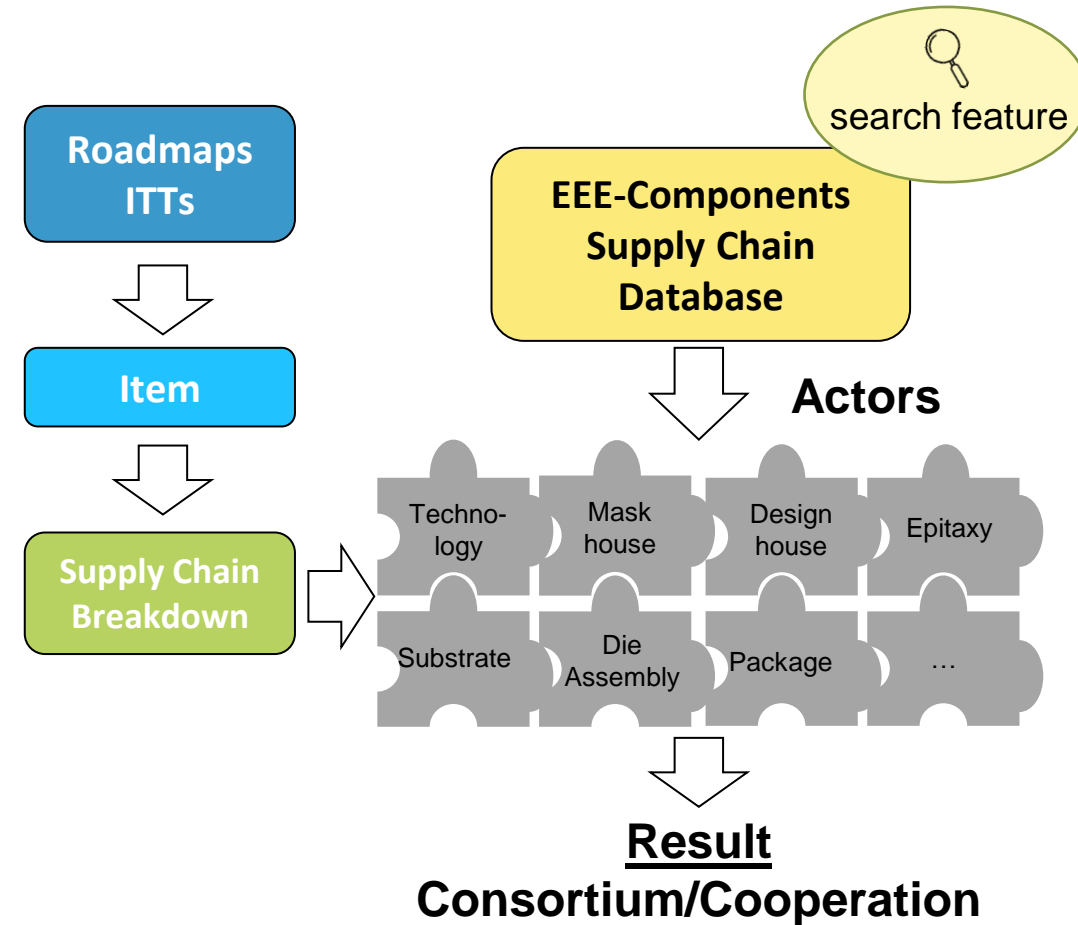 search feature
Roadmaps
ITTs
EEE-Components
Supply Chain
Database
Item
Actors
Supply Chain
Breakdown
Techno-
logy
Mask
house
Design
house
Epitaxy
Substrate
Die
Assembly
Package
...
Result
Consortium/Cooperation